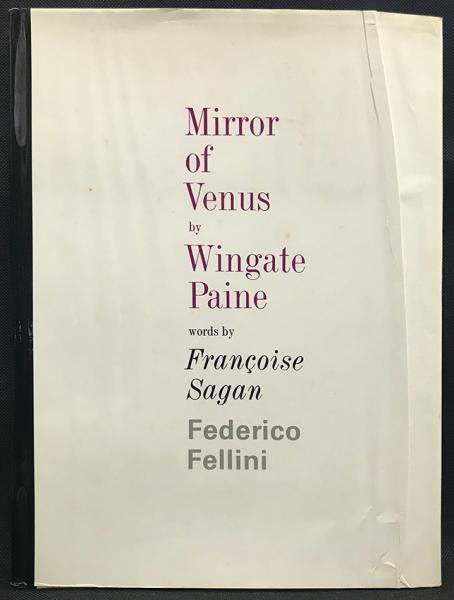 Mirror
of
Venus
by
Wingate
Paine
words by
Françoise
Sagan
Federico
Fellini